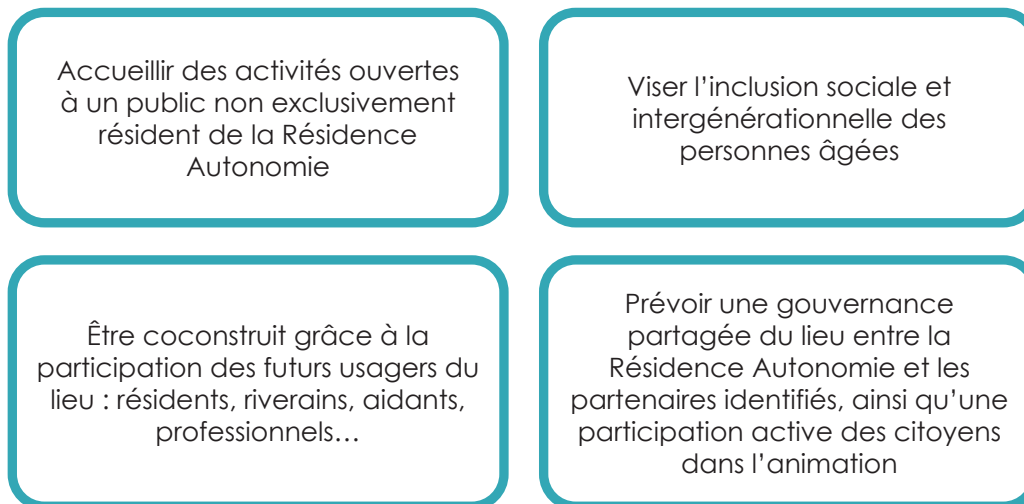 Accueillir des activités ouvertes
à un public non exclusivement
résident de la Résidence
Autonomie
Viser l’inclusion sociale et
intergénérationnelle des
personnes âgées
Être coconstruit grâce à la
participation des futurs usagers du
lieu : résidents, riverains, aidants,
professionnels…
Prévoir une gouvernance
partagée du lieu entre la
Résidence Autonomie et les
partenaires identifiés, ainsi qu’une
participation active des citoyens
dans l’animation